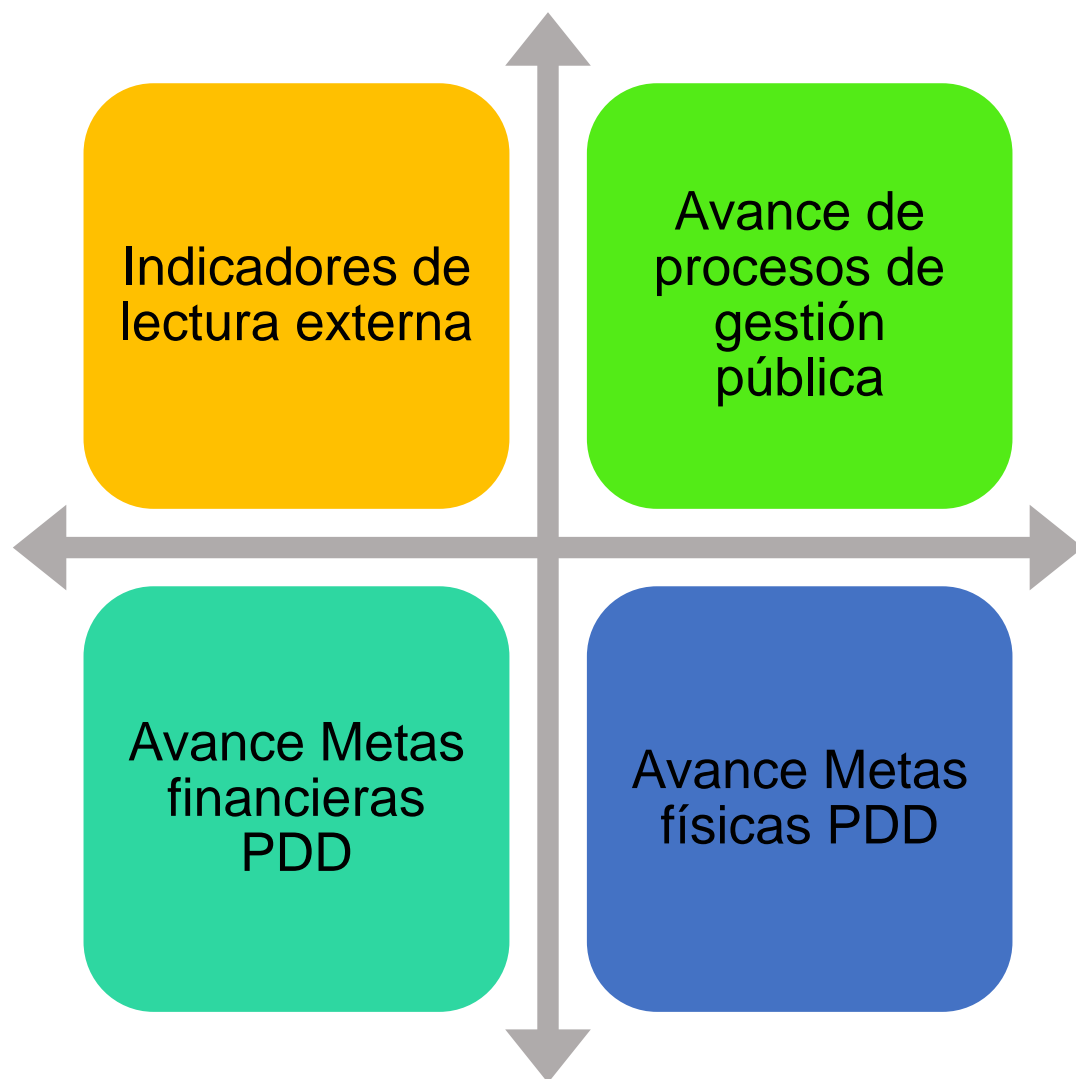 Indicadores de
lectura externa
Avance de
procesos de
gestión
pública
Avance Metas
financieras
PDD
Avance Metas
físicas PDD